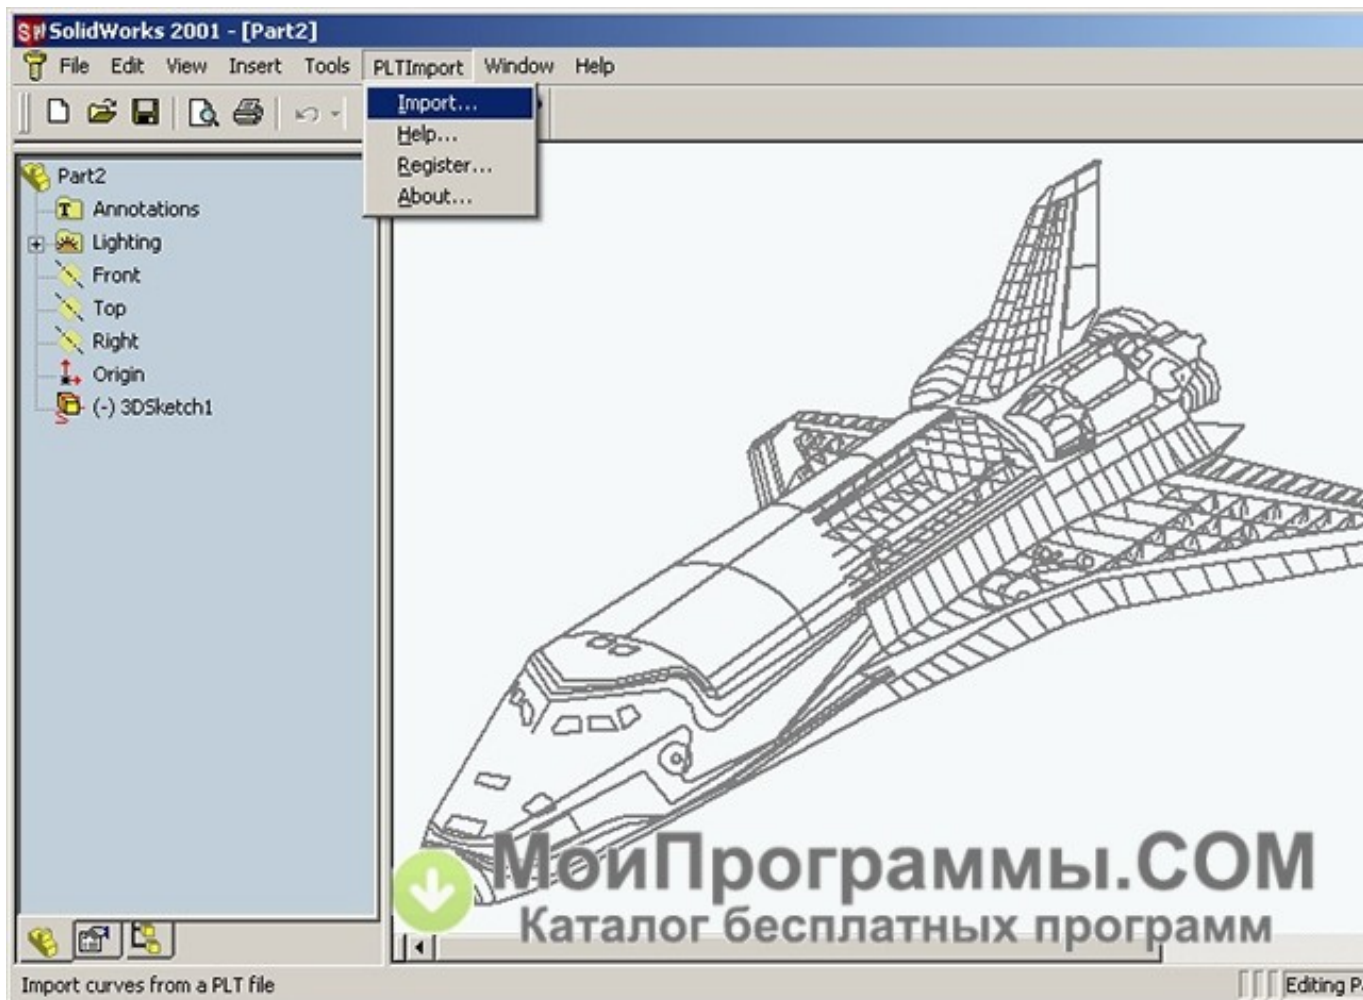 SolidWorks 2001 - [Part2]
File Edit View Insert Tools PLTImport Window Help
Import...
Help...
Register...
About...
Part2
Annotations
Lighting
Front
Top
Right
Origin
(-) 3DSketch1
МоиПрограммы.COM
Каталог бесплатных программ
Import curves from a PLT file
Editing